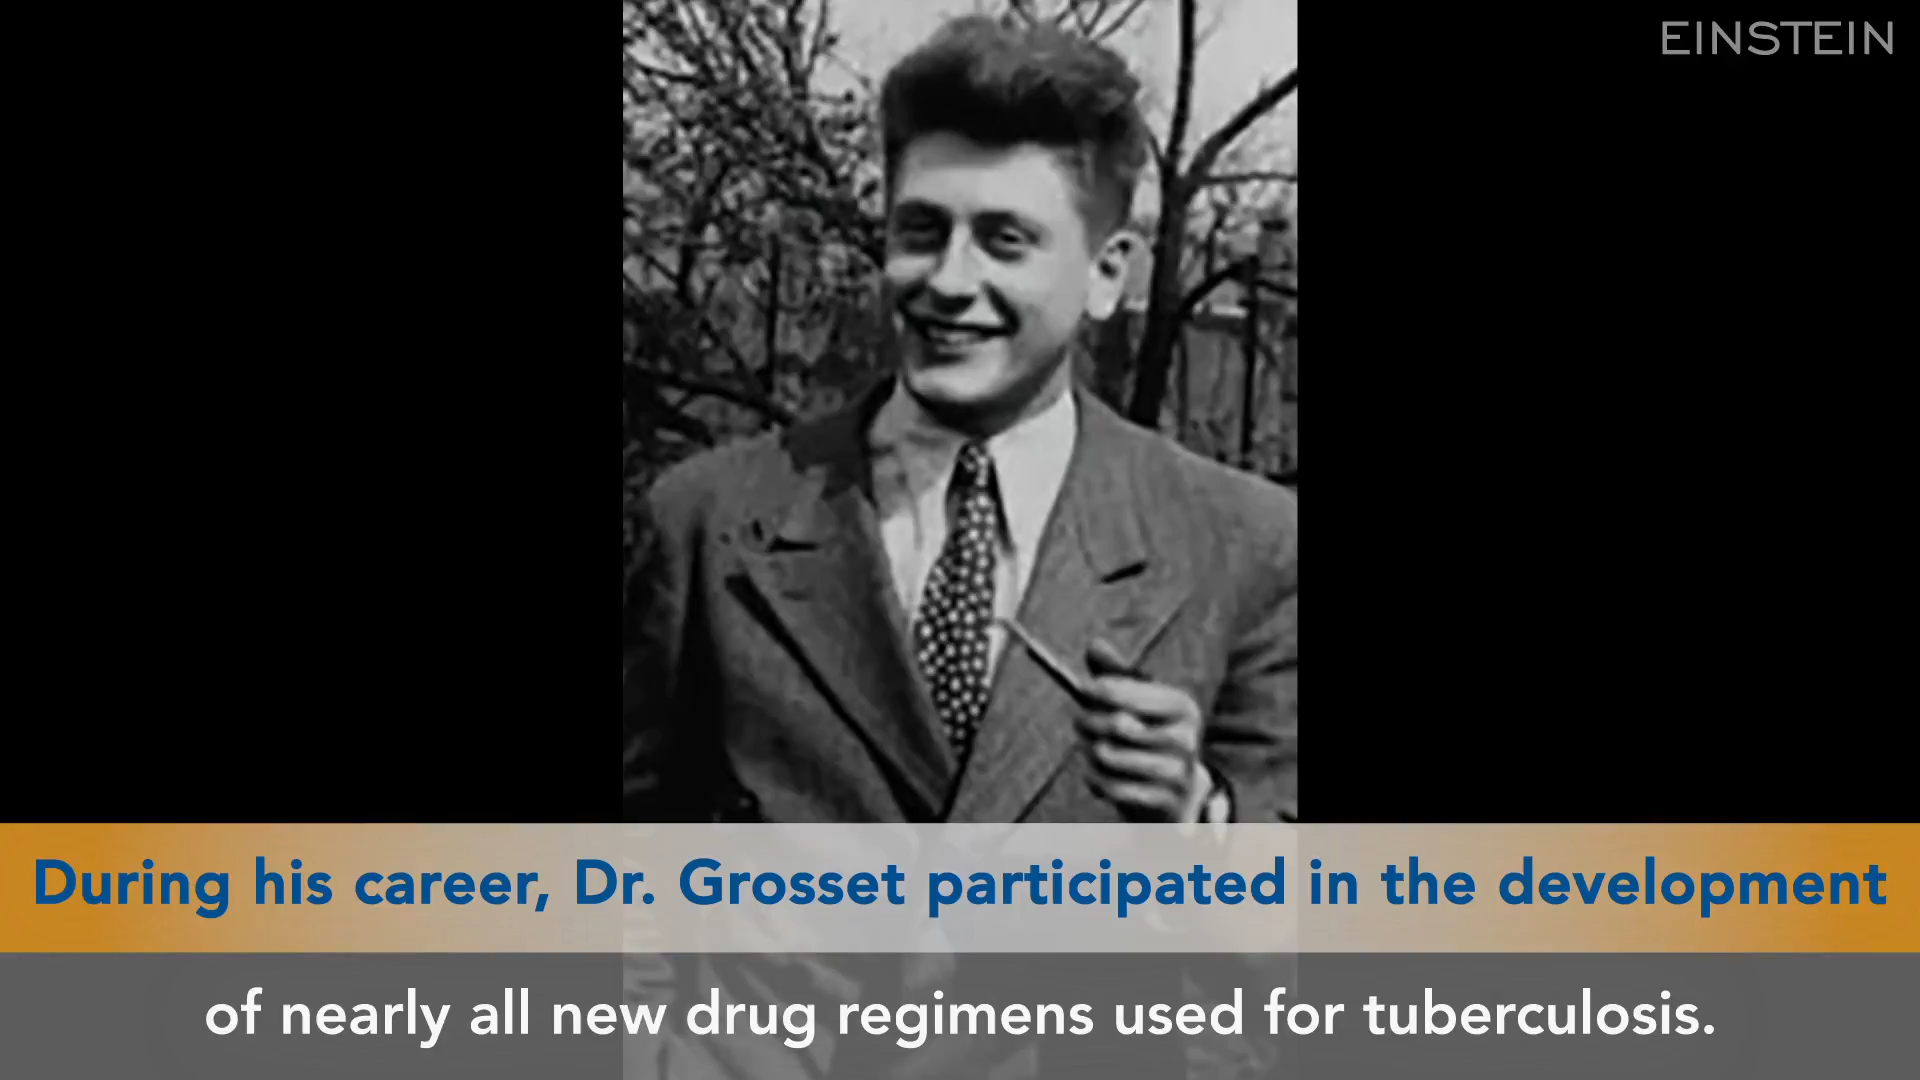 EINSTEIN
During his career, Dr. Grosset participated in the development
of nearly all new drug regimens used for tuberculosis.